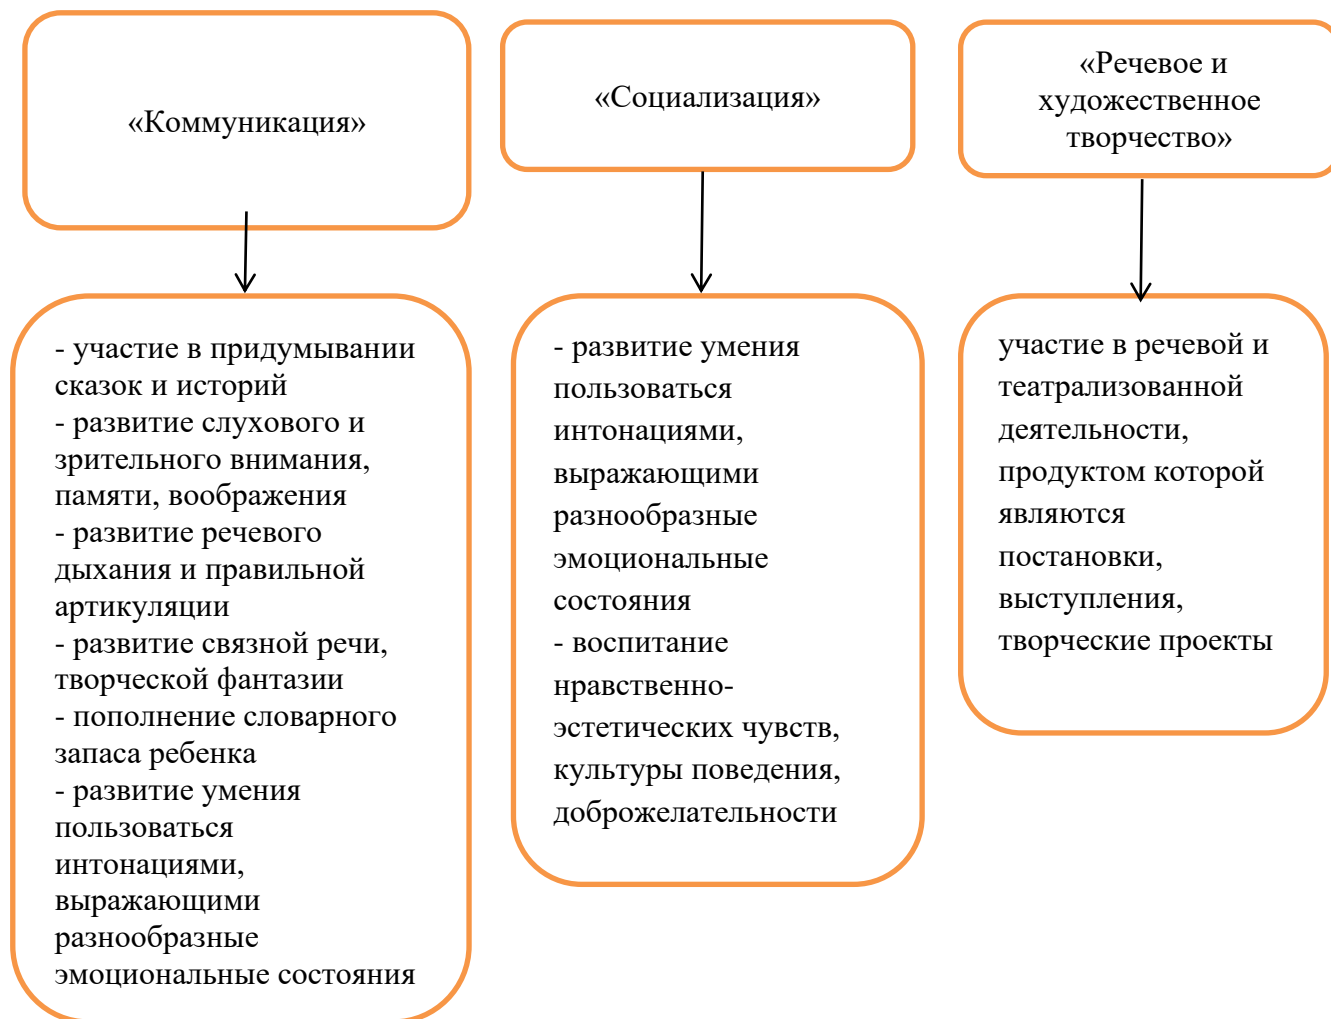 «Коммуникация»
«Социализация»
«Речевое и
художественное
творчество»
- участие в придумывании
сказок и историй
- развитие слухового и
зрительного внимания,
памяти, воображения
- развитие речевого
дыхания и правильной
артикуляции
- развитие связной речи,
творческой фантазии
- пополнение словарного
запаса ребенка
- развитие умения
пользоваться
интонациями,
выражающими
разнообразные
эмоциональные состояния
- развитие умения
пользоваться
интонациями,
выражающими
разнообразные
эмоциональные
состояния
- воспитание
нравственно-
эстетических чувств,
культуры поведения,
доброжелательности
участие в речевой и
театрализованной
деятельности,
продуктом которой
являются
постановки,
выступления,
творческие проекты